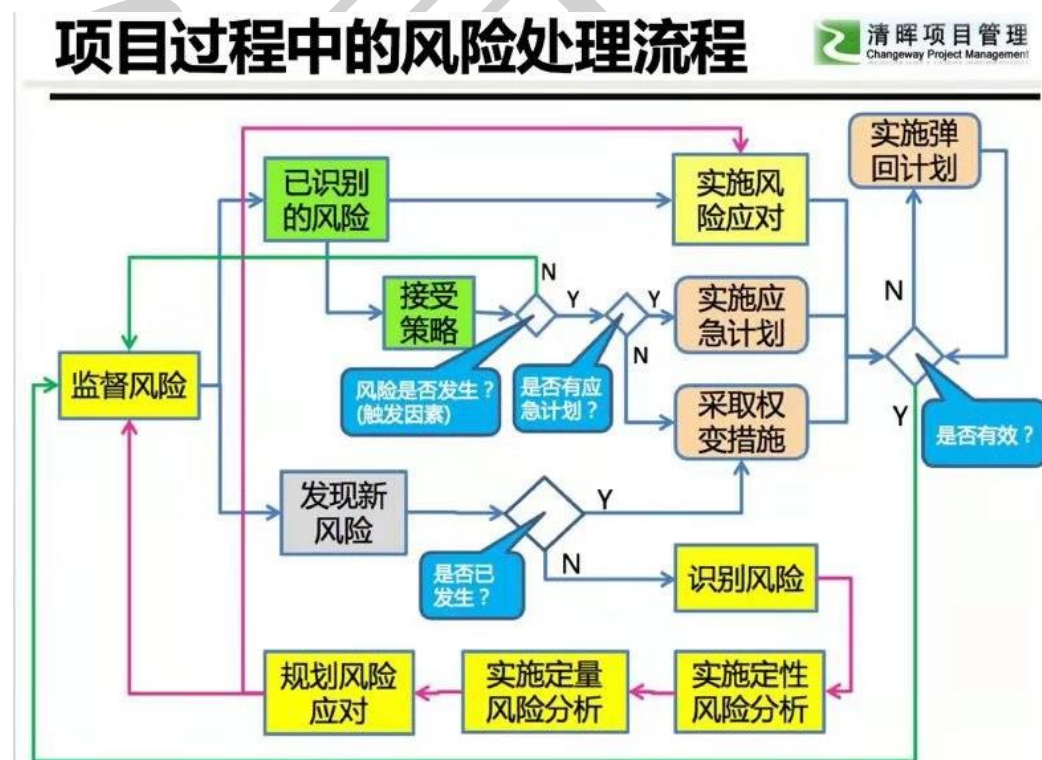 项目过程中的风险处理流程
清晖项目管理
Changeway Project Management
实施弹
回计划
已识别
的风险
实施风
险应对
N
接受
策略
Y
Y
实施应
急计划
N
N
监督风险
风险是否发生？
(触发因素)
是否有应
急计划？
采取权
变措施
Y
是否有效？
发现新
风险
Y
是否已
发生？
N
识别风险
规划风险
应对
实施定量
风险分析
实施定性
风险分析